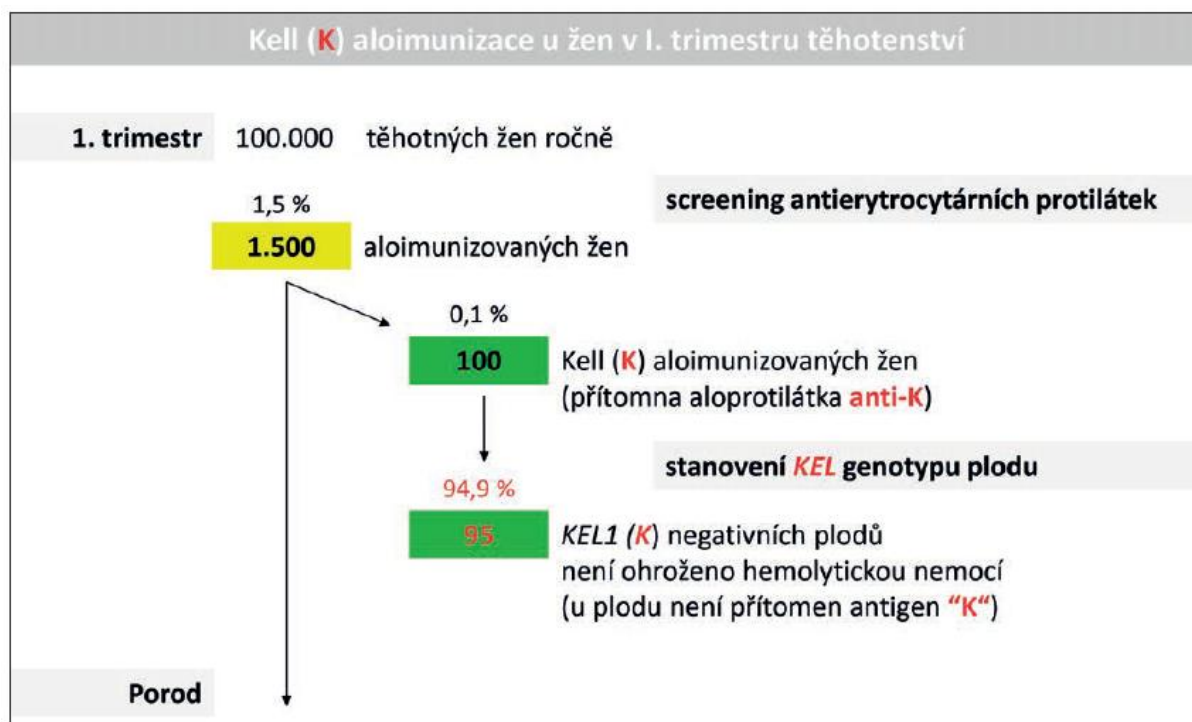 Kell (K) aloimunizace u žen v I. trimestru těhotenství
1. trimestr 100.000 těhotných žen ročně
screening antierytrocytárních protilátek
1,5 %
1.500 aloimunizovaných žen
0,1 %
100 Kell (K) aloimunizovaných žen
(přítomna aloprotilátka anti-K)
stanovení KEL genotypu plodu
94,9 %
95 KEL1 (K) negativních plodů
není ohroženo hemolytickou nemocí
(u plodu není přítomen antigen “K“)
Porod